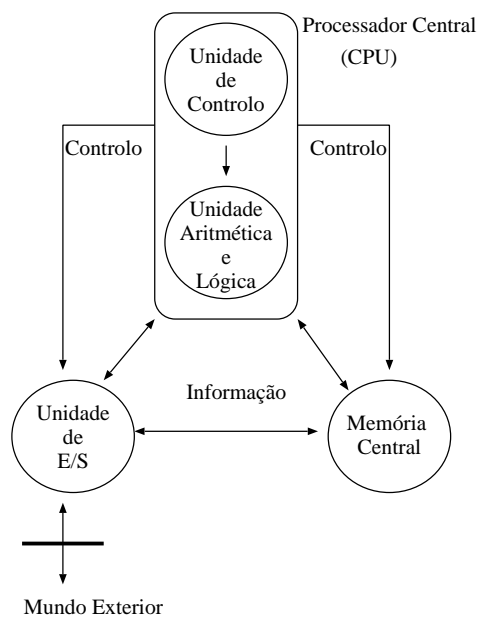 Processador Central
(CPU)
Unidade
de
Controlo
Controlo
Controlo
Unidade
Aritmética
e
Lógica
Informação
Unidade
de
E/S
Memória
Central
Mundo Exterior